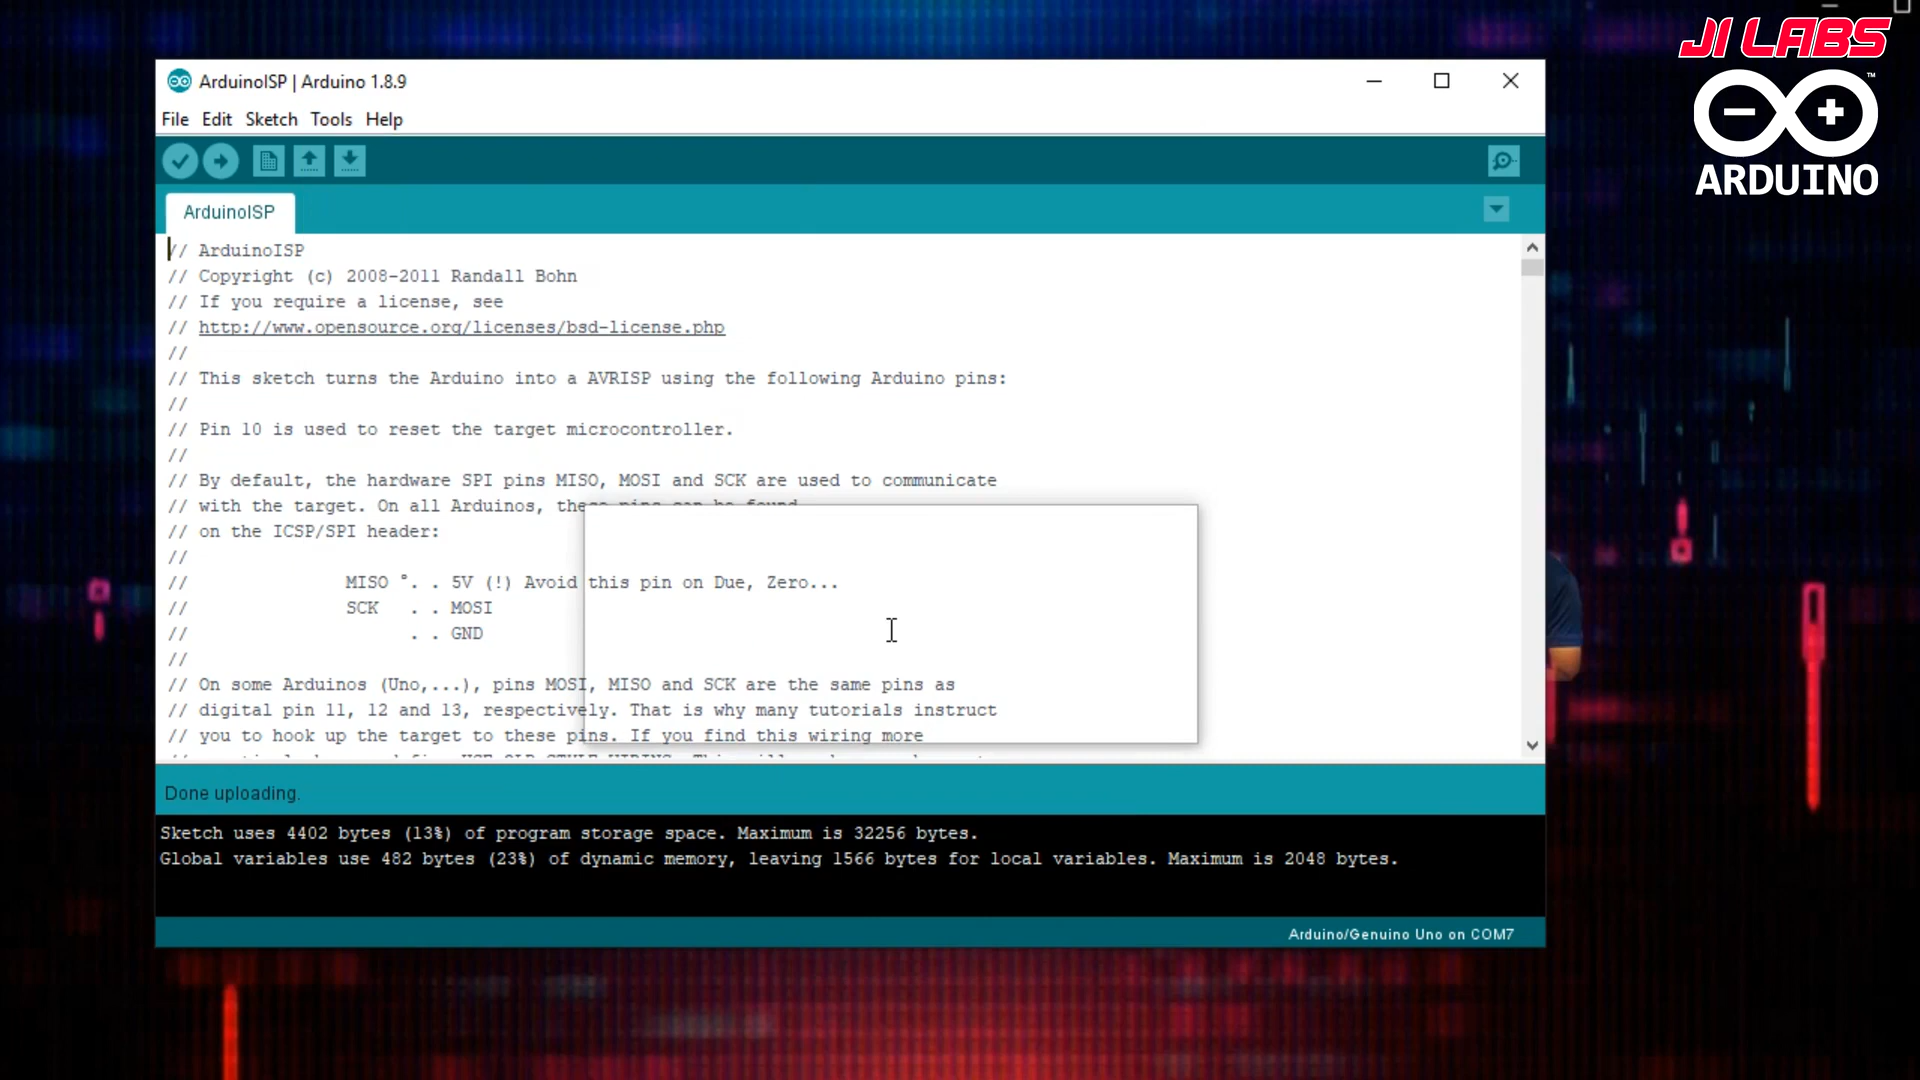 JI LABS
ARDUINO
ArduinoISP | Arduino 1.8.9
File Edit Sketch Tools Help
ArduinoISP
// ArduinoISP
// Copyright (c) 2008-2011 Randall Bohn
// If you require a license, see
// http://www.opensource.org/licenses/bsd-license.php
//
// This sketch turns the Arduino into a AVRISP using the following Arduino pins:
//
// Pin 10 is used to reset the target microcontroller.
//
// By default, the hardware SPI pins MISO, MOSI and SCK are used to communicate
// with the target. On all Arduinos, these pins can be found
// on the ICSP/SPI header:
//
// MISO °. . 5V (!) Avoid this pin on Due, Zero...
// SCK . . MOSI
// . . GND
//
// On some Arduinos (Uno,...), pins MOSI, MISO and SCK are the same pins as
// digital pin 11, 12 and 13, respectively. That is why many tutorials instruct
// you to hook up the target to these pins. If you find this wiring more
Done uploading.
Sketch uses 4402 bytes (13%) of program storage space. Maximum is 32256 bytes.
Global variables use 482 bytes (23%) of dynamic memory, leaving 1566 bytes for local variables. Maximum is 2048 bytes.
Arduino/Genuino Uno on COM7